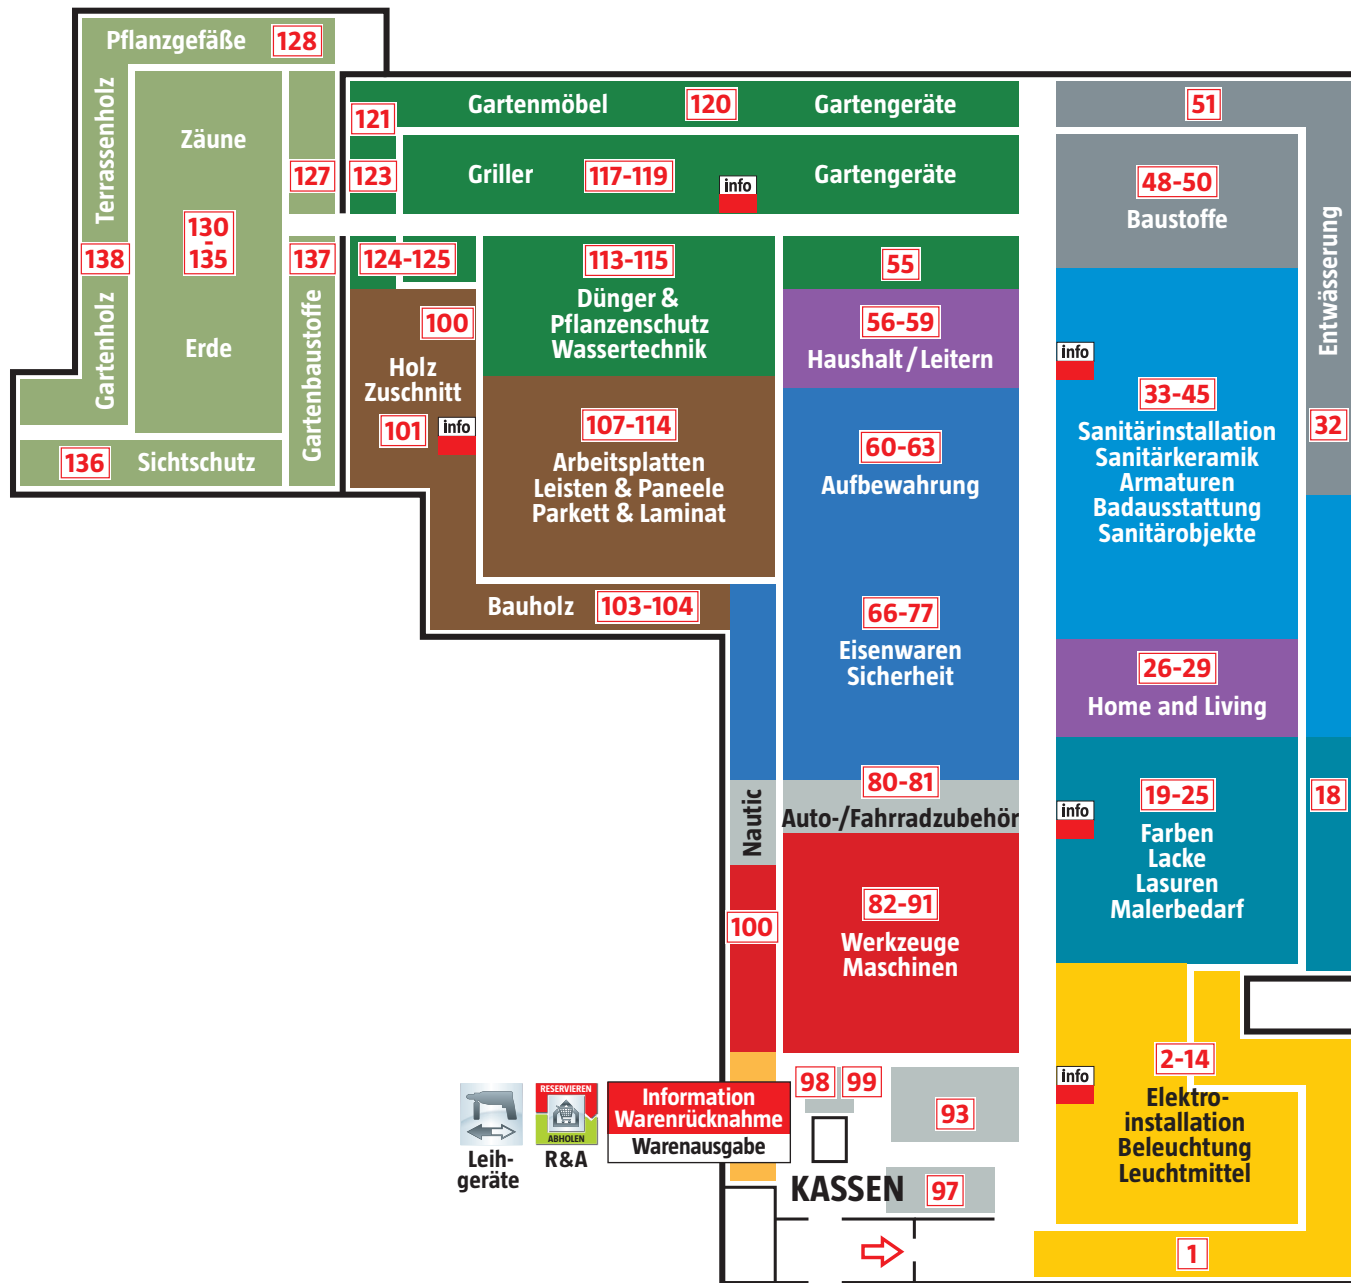 Pflanzgefäße 128
Terrassenholz
Zäune
127
130
-
135
138
137
Gartenholz
Erde
Gartenbaustoffe
136 Sichtschutz
121
Gartenmöbel 120 Gartengeräte
123
Griller 117-119 Gartengeräte
info
124-125
113-115
Dünger &
Pflanzenschutz
Wassertechnik
100
Holz
Zuschnitt
101
info
107-114
Arbeitsplatten
Leisten & Paneele
Parkett & Laminat
Bauholz 103-104
55
56-59
Haushalt / Leitern
60-63
Aufbewahrung
66-77
Eisenwaren
Sicherheit
80-81
Auto-/Fahrradzubehör
Nautic
82-91
Werkzeuge
Maschinen
100
51
48-50
Baustoffe
Entwässerung
info
33-45
Sanitärinstallation
Sanitärkeramik
Armaturen
Badausstattung
Sanitärobjekte
32
26-29
Home and Living
info
19-25
Farben
Lacke
Lasuren
Malerbedarf
18
info
2-14
Elektro-
installation
Beleuchtung
Leuchtmittel
1
98 99
93
97
KASSEN
Leih-
geräte
RESERVIEREN
ABHOLEN
R&A
Information
Warenrücknahme
Warenausgabe